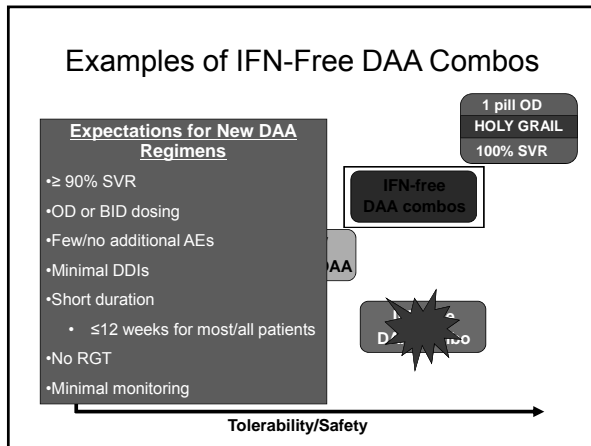 Examples of IFN-Free DAA Combos
1 pill OD
HOLY GRAIL
100% SVR
Expectations for New DAA
Regimens
•≥ 90% SVR
•OD or BID dosing
•Few/no additional AEs
•Minimal DDIs
•Short duration
• ≤12 weeks for most/all patients
•No RGT
•Minimal monitoring
IFN-free
DAA combos
DAA
Tolerability/Safety